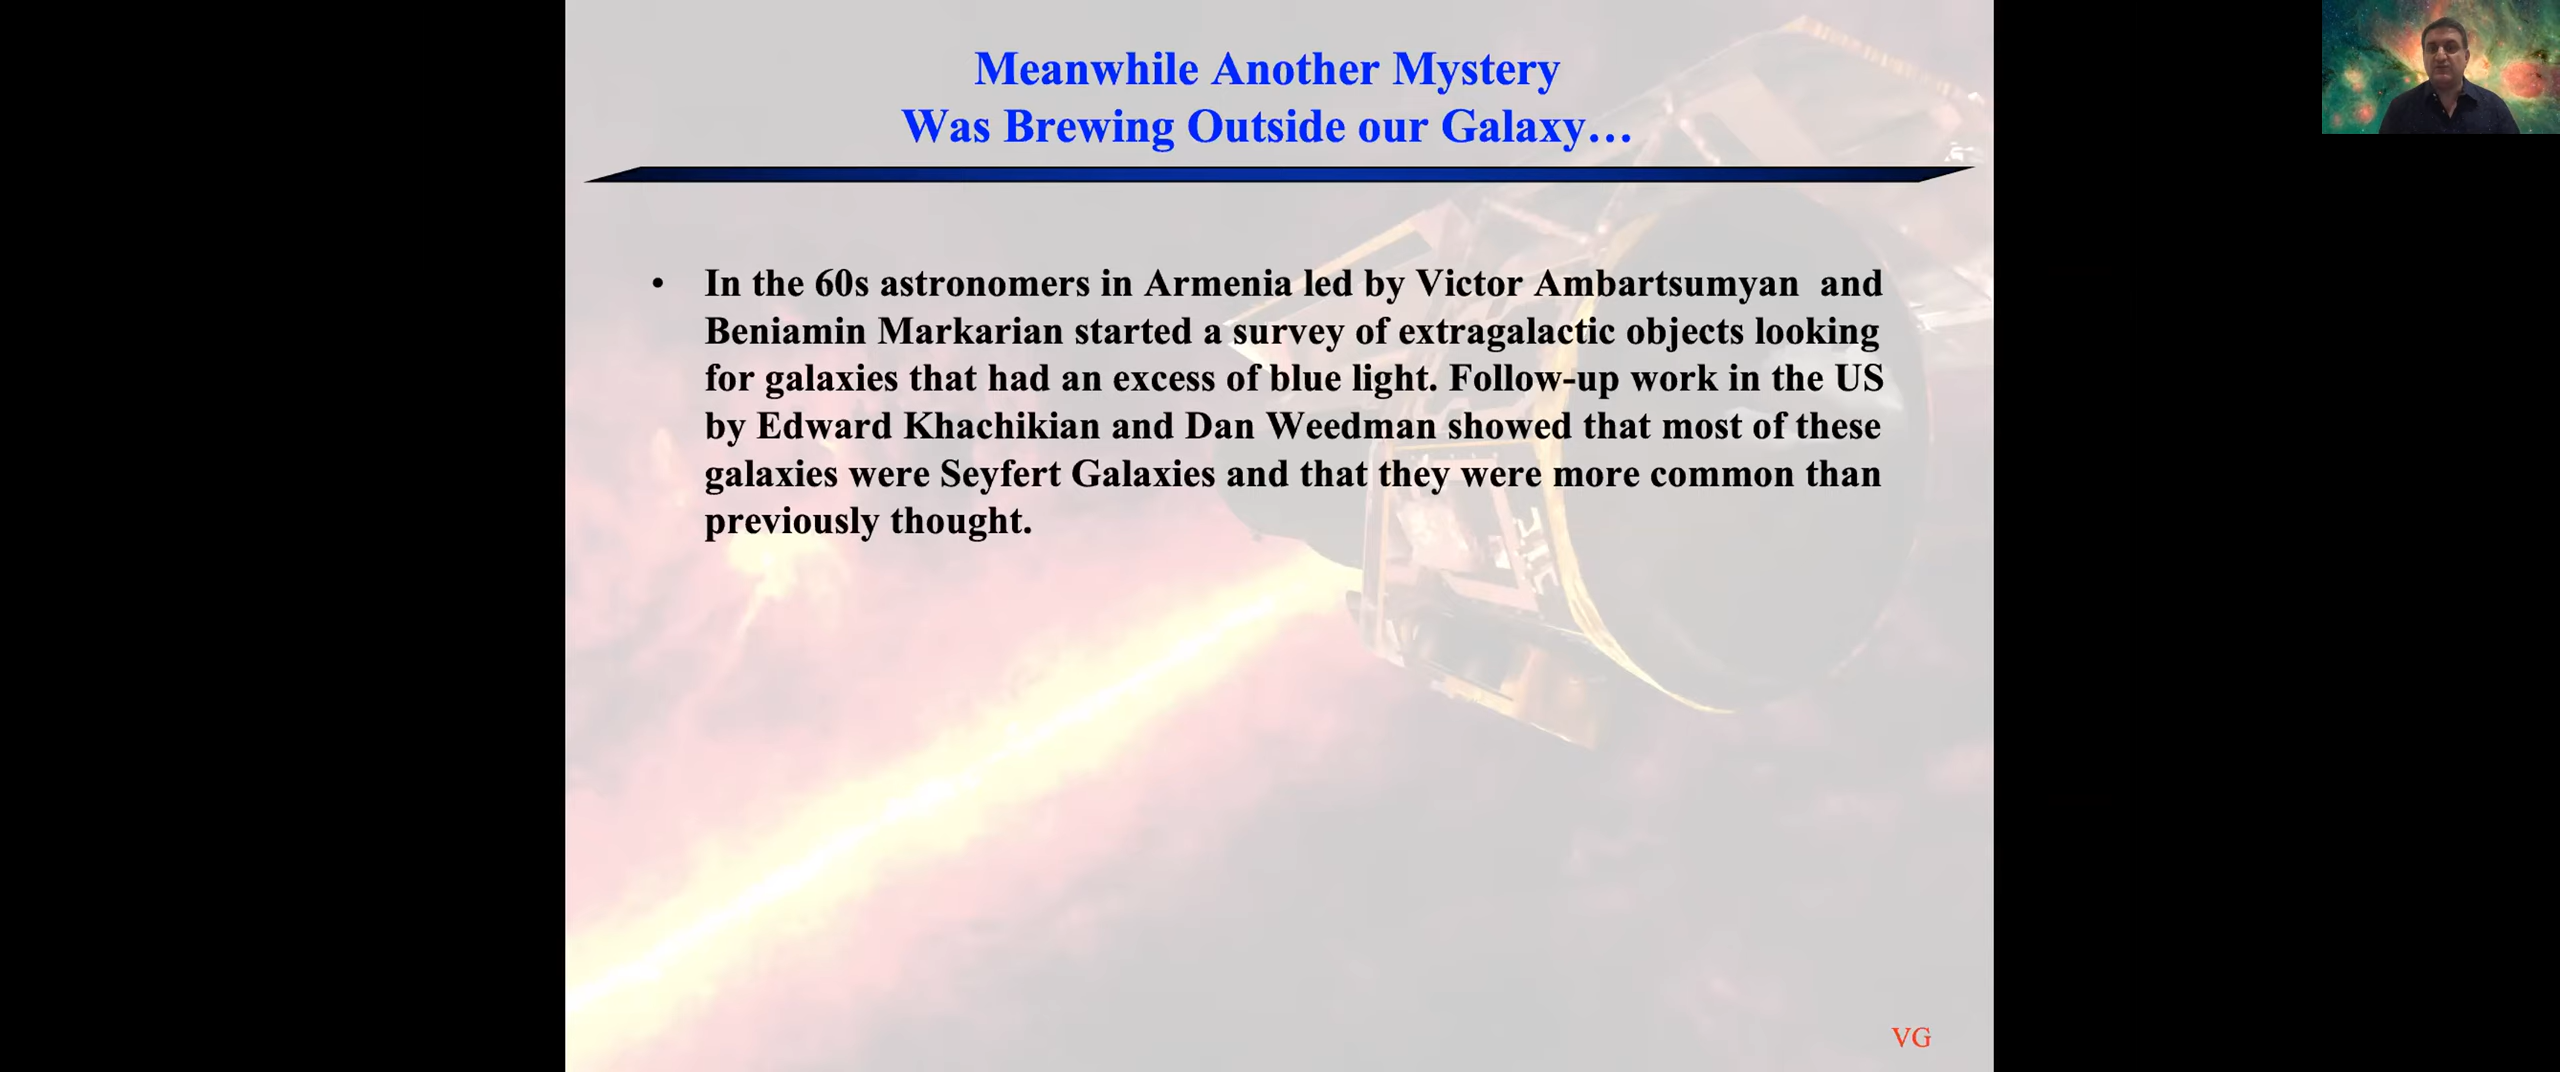 Meanwhile Another Mystery
Was Brewing Outside our Galaxy…
• In the 60s astronomers in Armenia led by Victor Ambartsumyan  and
Beniamin Markarian started a survey of extragalactic objects looking
for galaxies that had an excess of blue light. Follow-up work in the US
by Edward Khachikian and Dan Weedman showed that most of these
galaxies were Seyfert Galaxies and that they were more common than
previously thought.
VG